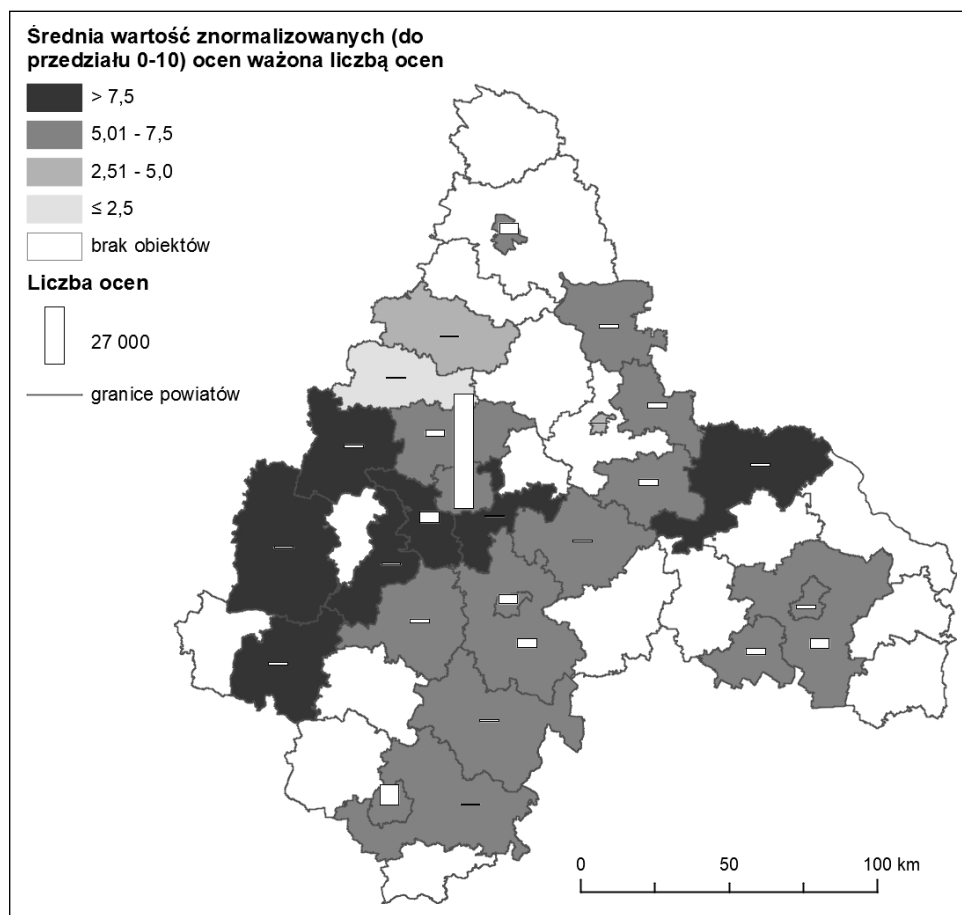 Średnia wartość znormalizowanych (do
przedziału 0-10) ocen ważona liczbą ocen
> 7,5
5,01 - 7,5
2,51 - 5,0
≤ 2,5
brak obiektów
Liczba ocen
27 000
granice powiatów
0 50 100 km